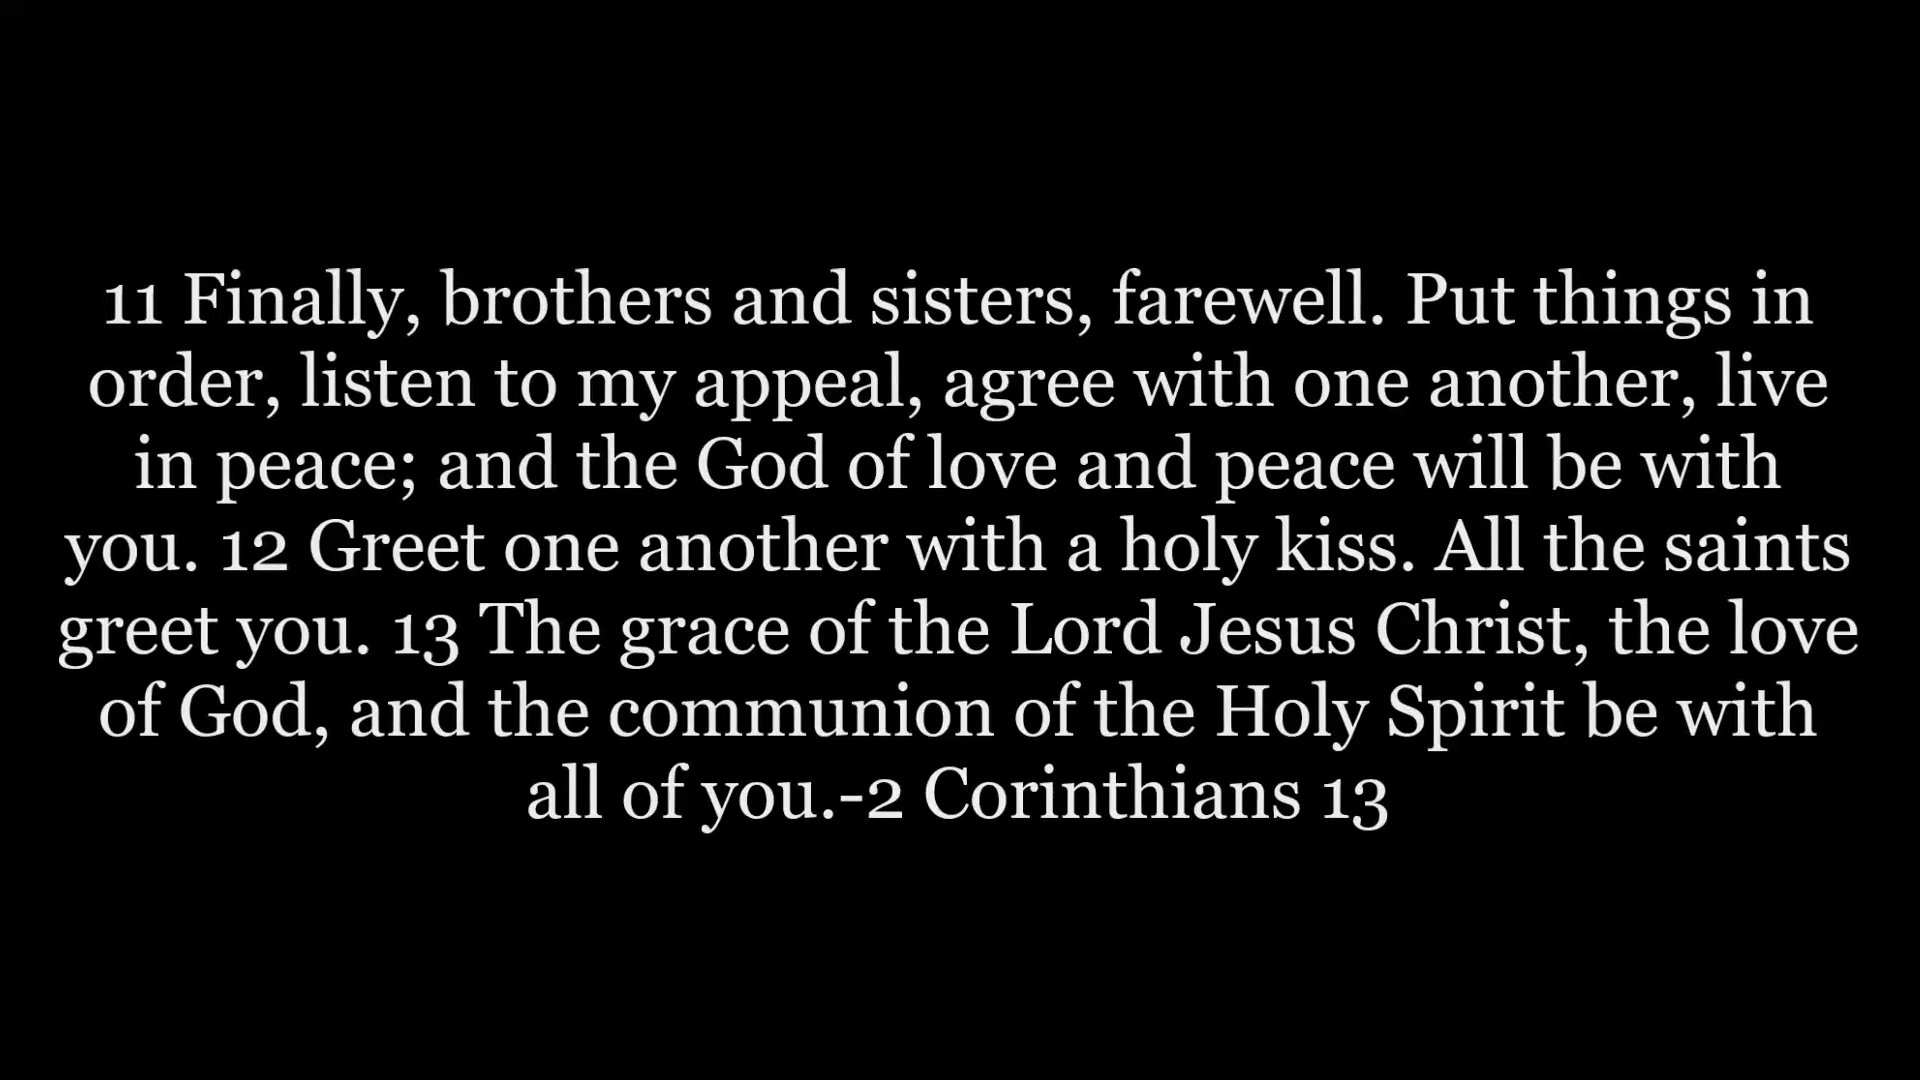 11 Finally, brothers and sisters, farewell. Put things in
order, listen to my appeal, agree with one another, live
in peace; and the God of love and peace will be with
you. 12 Greet one another with a holy kiss. All the saints
greet you. 13 The grace of the Lord Jesus Christ, the love
of God, and the communion of the Holy Spirit be with
all of you.-2 Corinthians 13